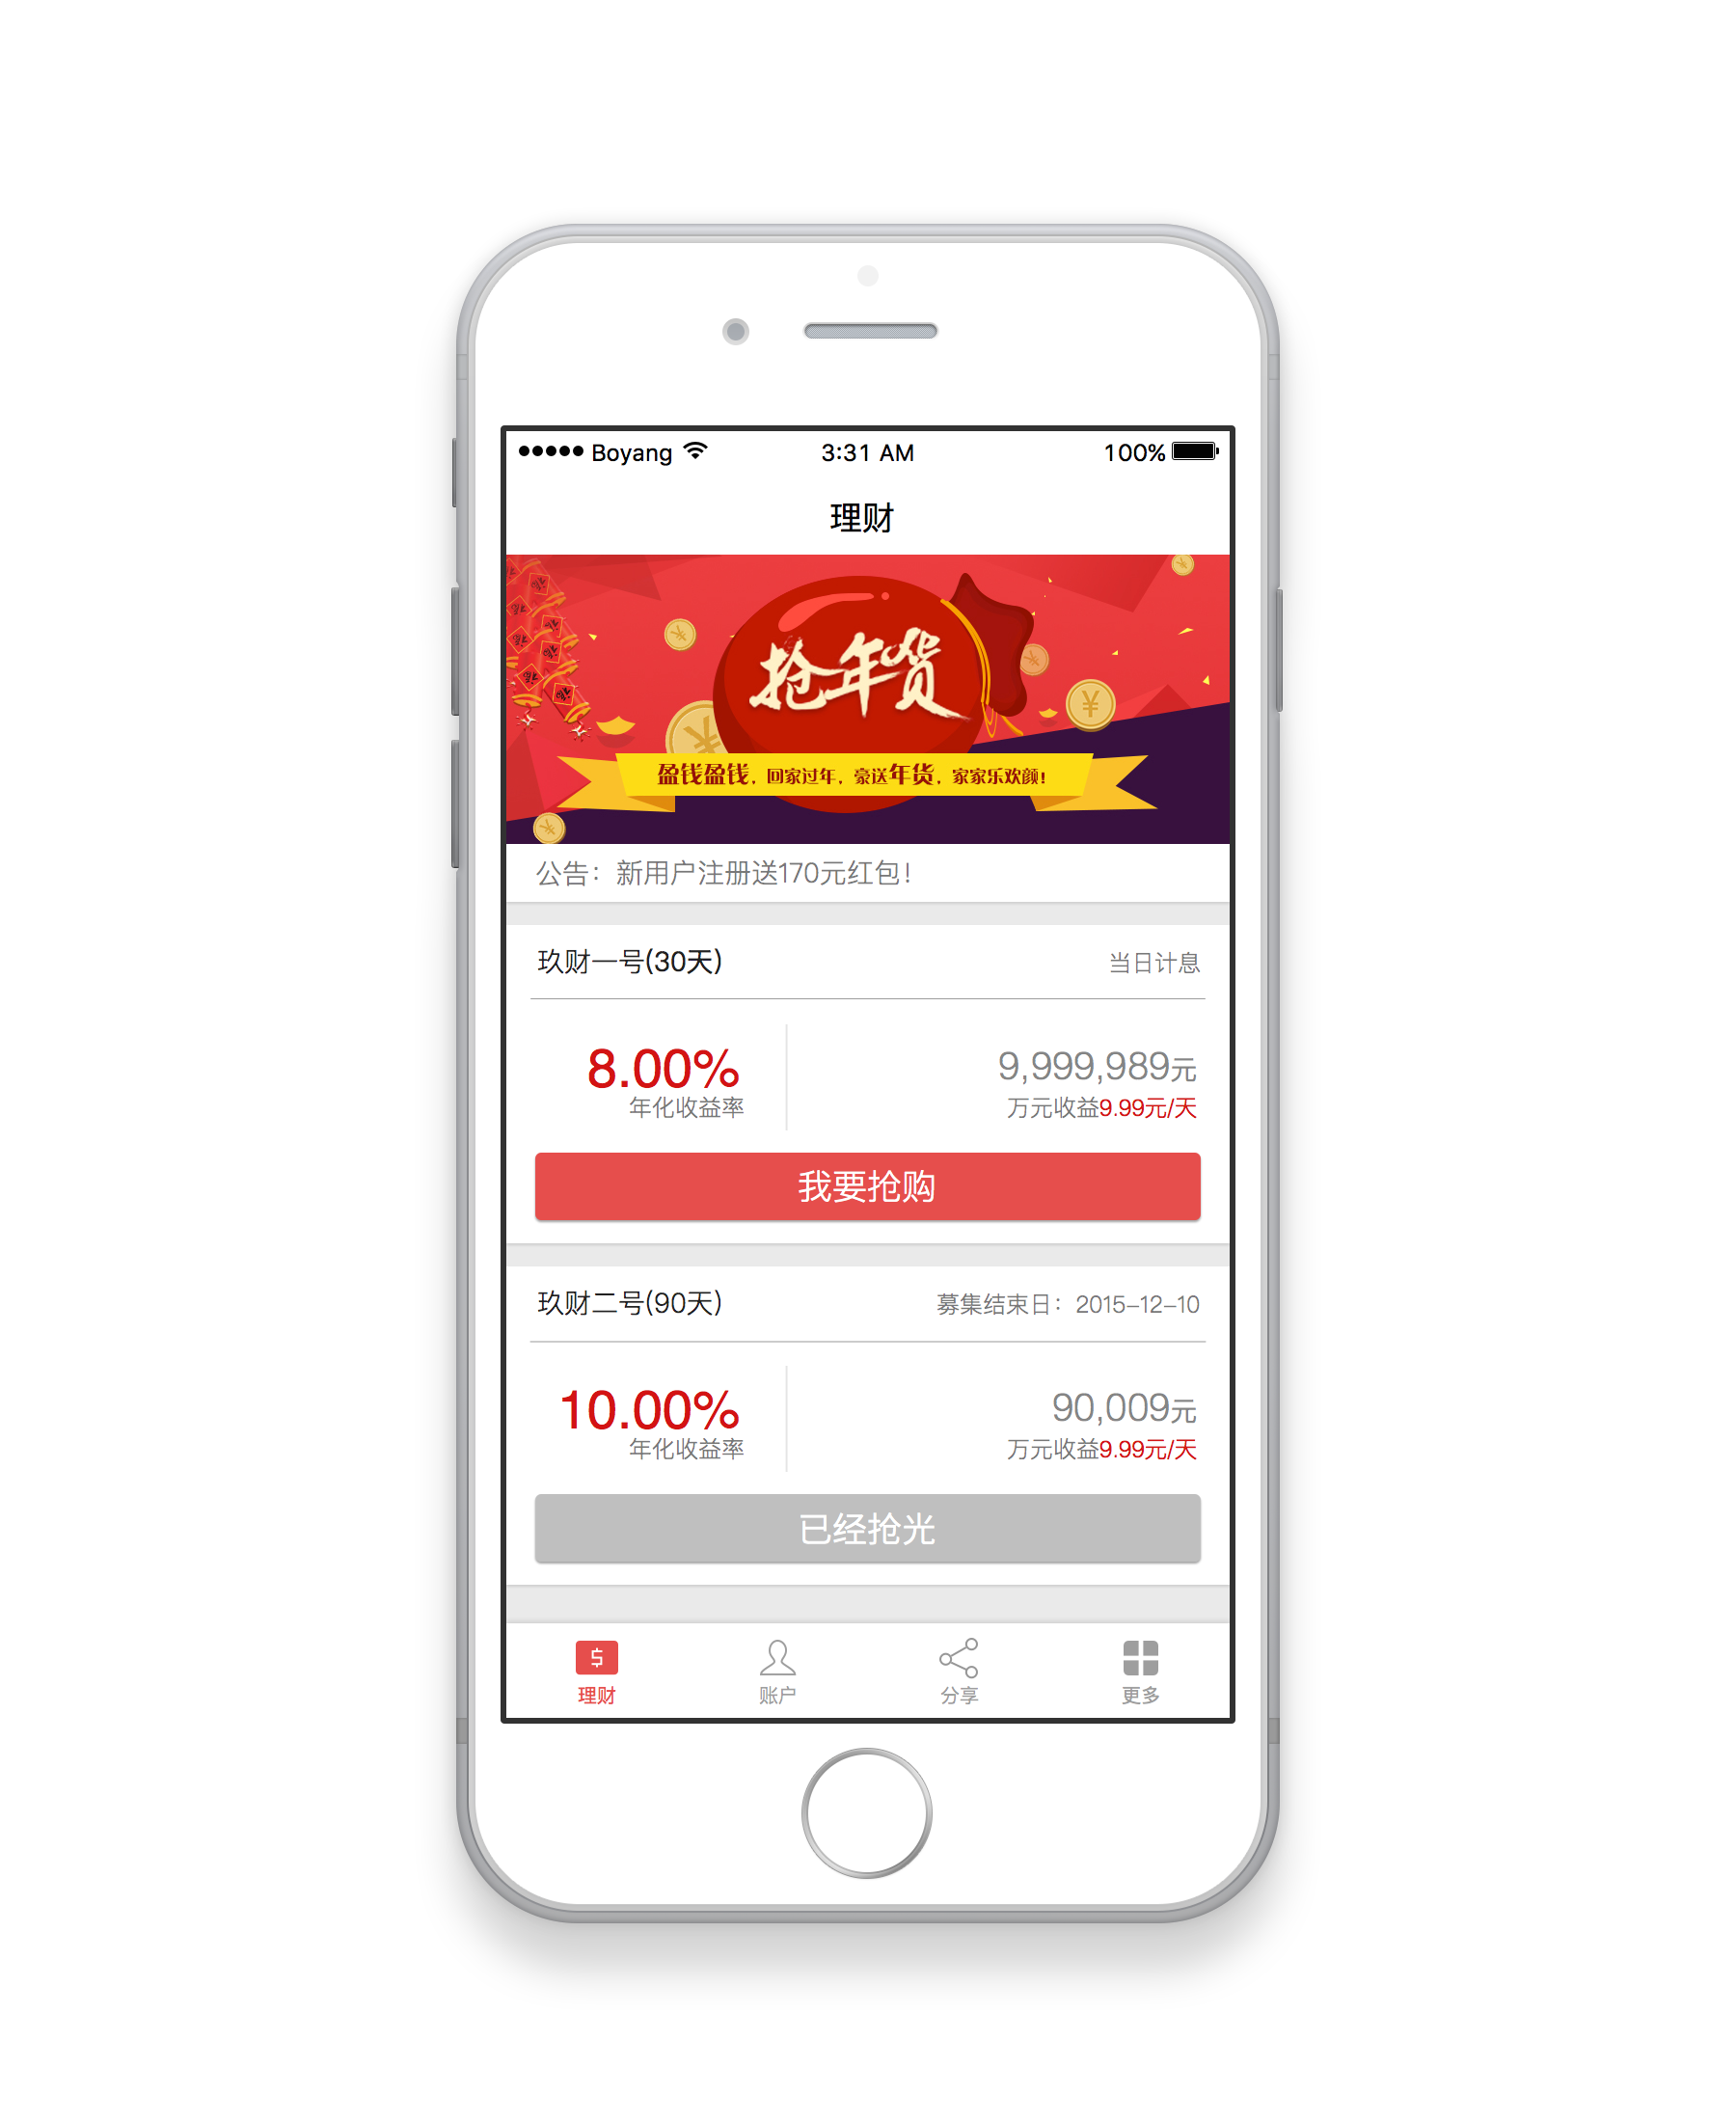 Boyang 3:31 AM 100%
理财
抢年货
盈钱盈钱，回家过年，豪送年货，家家乐欢颜！
公告：新用户注册送170元红包！
玖财一号(30天) 当日计息
8.00% 9,999,989元
年化收益率 万元收益9.99元/天
我要抢购
玖财二号(90天) 募集结束日：2015-12-10
10.00% 90,009元
年化收益率 万元收益9.99元/天
已经抢光
理财 账户 分享 更多